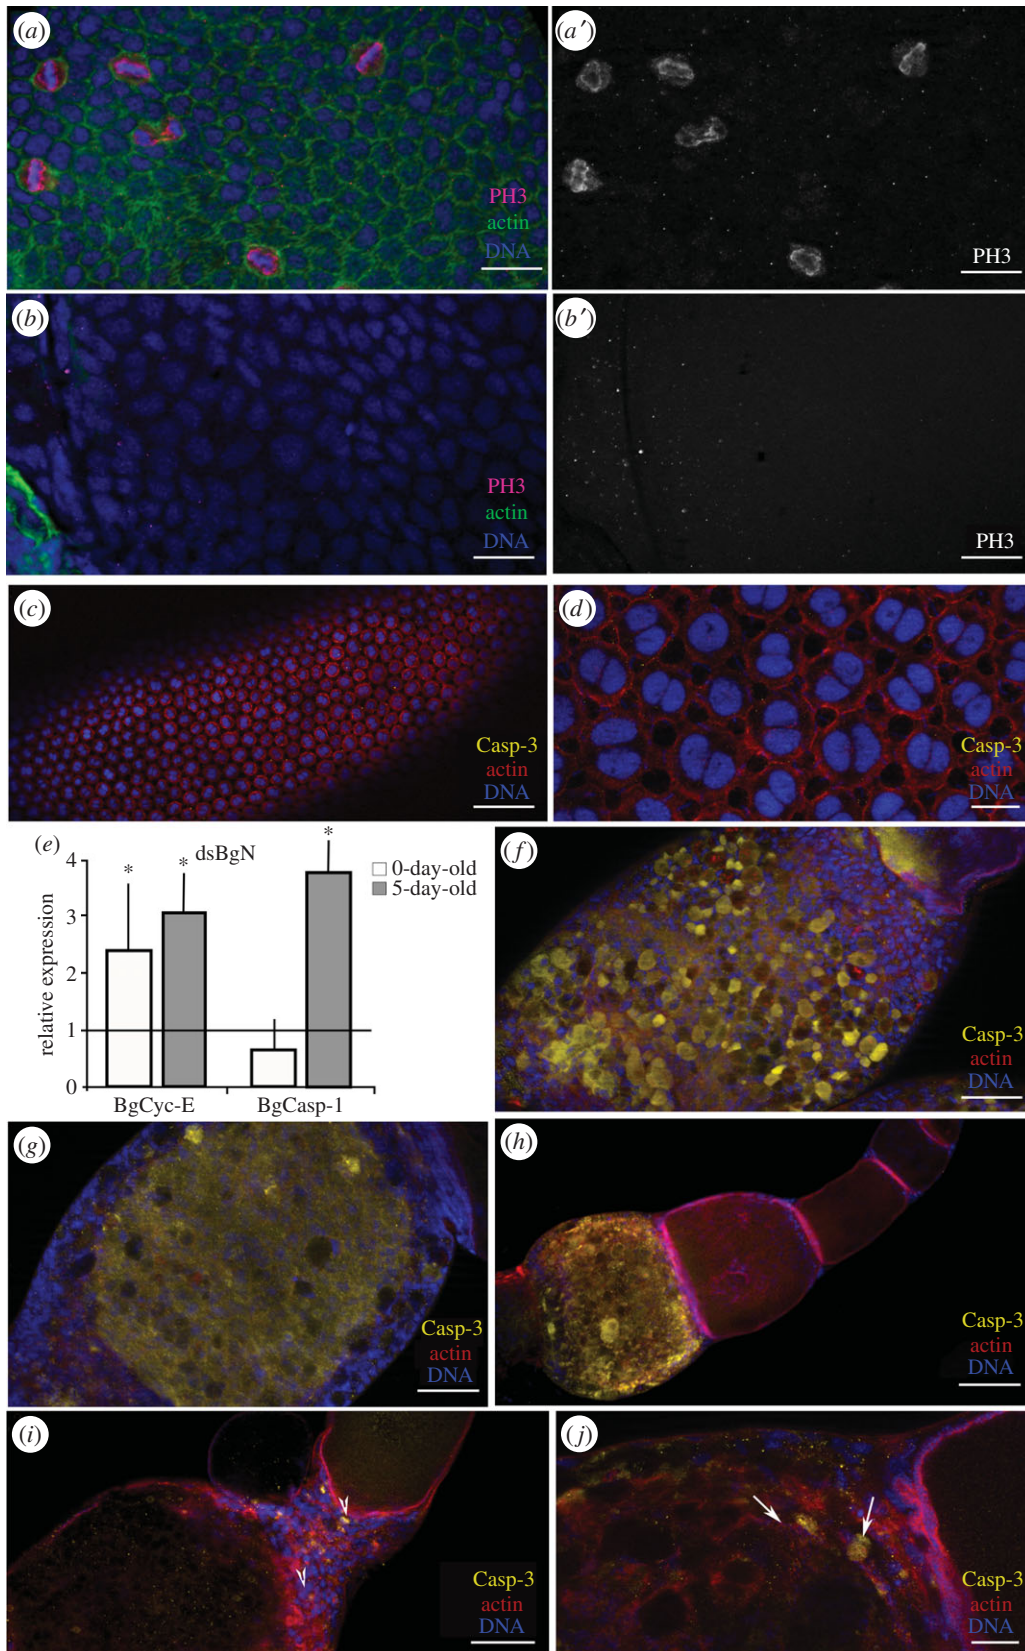 (a)
PH3
actin
DNA
(a′)
PH3
(b)
PH3
actin
DNA
(b′)
PH3
(c)
Casp-3
actin
DNA
(d)
Casp-3
actin
DNA
(e)
dsBgN
* * *
0-day-old
5-day-old
relative expression
4
3
2
1
0
BgCyc-E BgCasp-1
(f)
Casp-3
actin
DNA
(g)
Casp-3
actin
DNA
(h)
Casp-3
actin
DNA
(i)
Casp-3
actin
DNA
(j)
Casp-3
actin
DNA